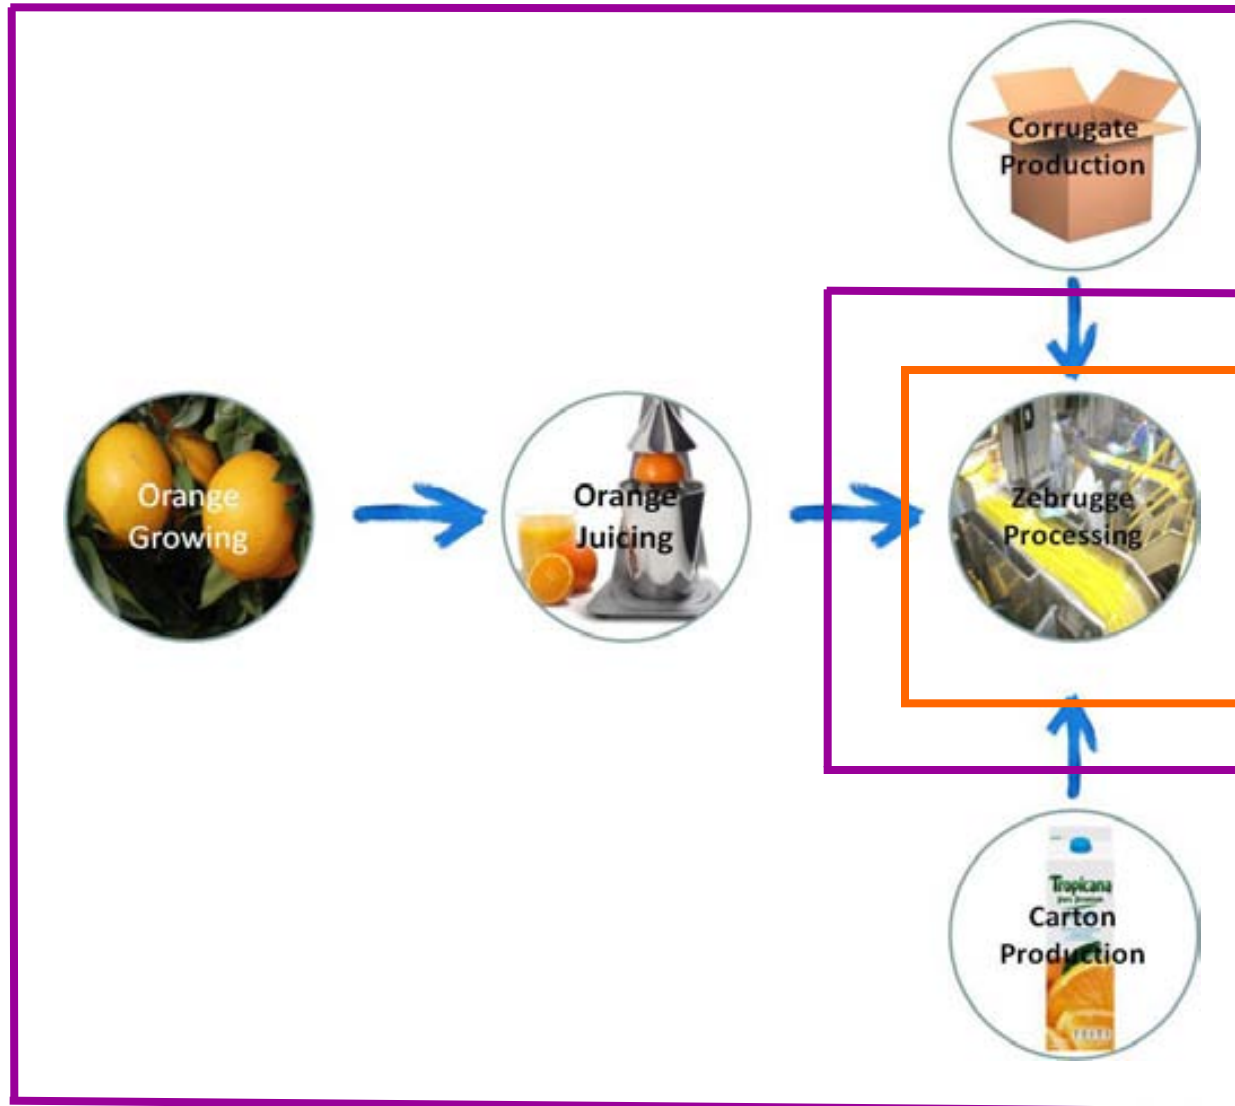 Corrugate
Production
Orange
Growing
Orange
Juicing
Zebrugge
Processing
Tropicana
Carton
Production